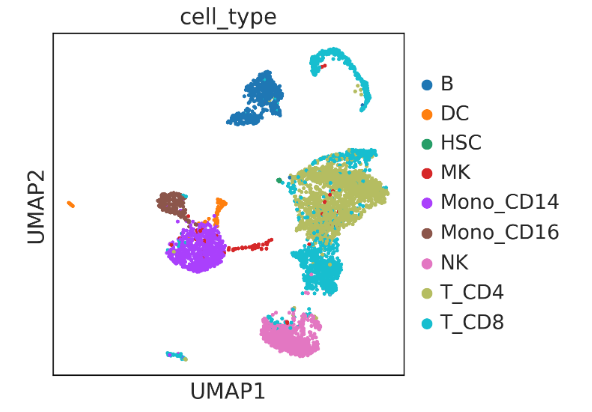 cell_type
B
DC
HSC
MK
Mono_CD14
Mono_CD16
NK
T_CD4
T_CD8
UMAP2
UMAP1